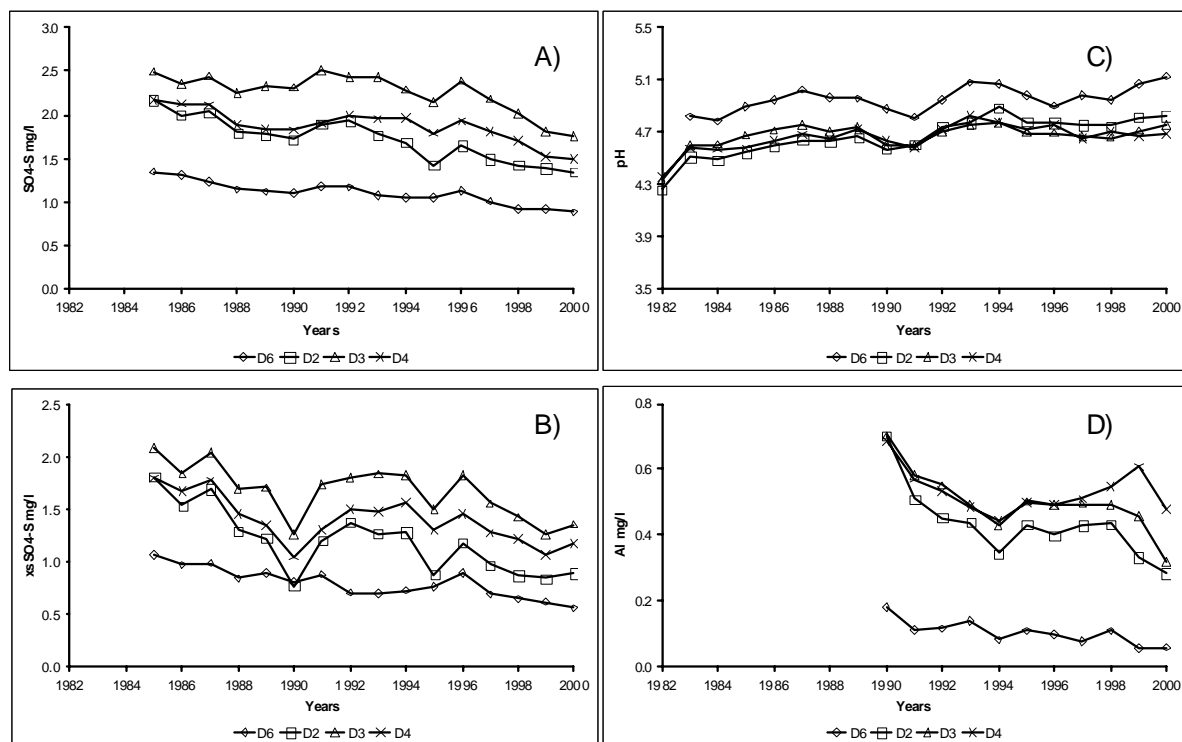 A)
SO4-S mg/l
3.0
2.5
2.0
1.5
1.0
0.5
0.0
1982 1984 1986 1988 1990 1992 1994 1996 1998 2000
Years
D6 D2 D3 D4
C)
pH
5.5
5.1
4.7
4.3
3.9
3.5
1982 1984 1986 1988 1990 1992 1994 1996 1998 2000
Years
D6 D2 D3 D4
B)
xsSO4-S mg/l
2.5
2.0
1.5
1.0
0.5
0.0
1982 1984 1986 1988 1990 1992 1994 1996 1998 2000
Years
D6 D2 D3 D4
D)
Al mg/l
0.8
0.6
0.4
0.2
0.0
1982 1984 1986 1988 1990 1992 1994 1996 1998 2000
Years
D6 D2 D3 D4